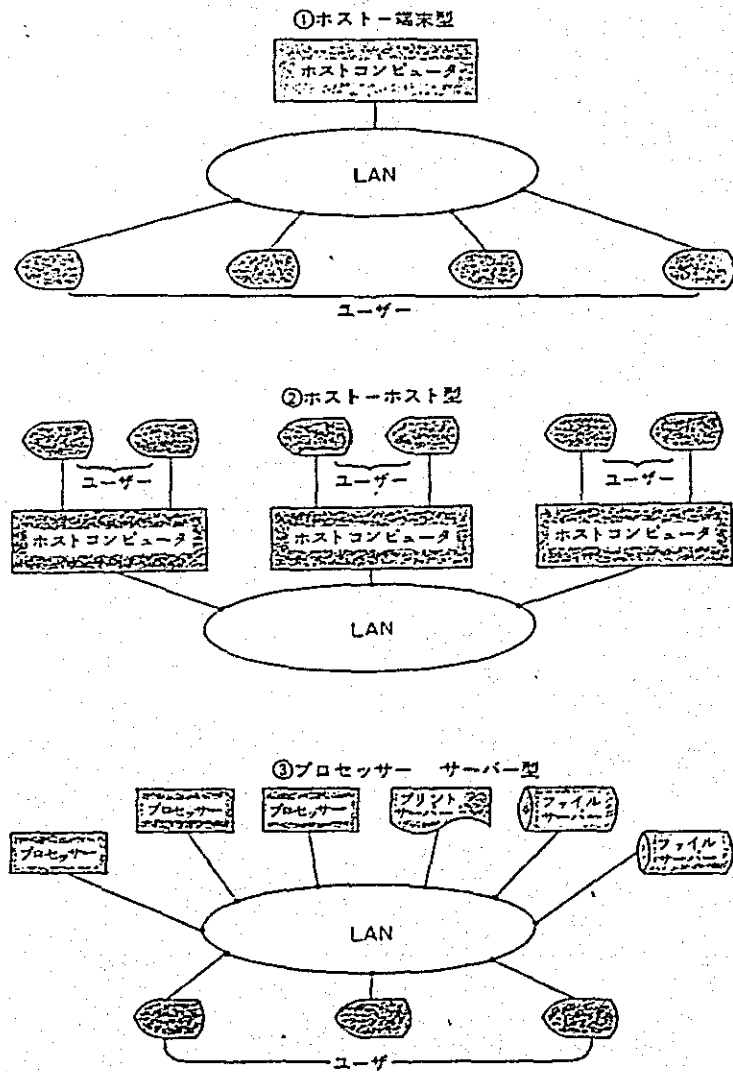 ①ホスト－端末型
ホストコンピュータ
LAN
ユーザー
②ホスト－ホスト型
ユーザー
ユーザー
ユーザー
ホストコンピュータ
ホストコンピュータ
ホストコンピュータ
LAN
③プロセッサー　サーバー型
プロセッサー
プロセッサー
プリント
サーバー
ファイル
サーバー
プロセッサー
ファイル
サーバー
LAN
ユーザ